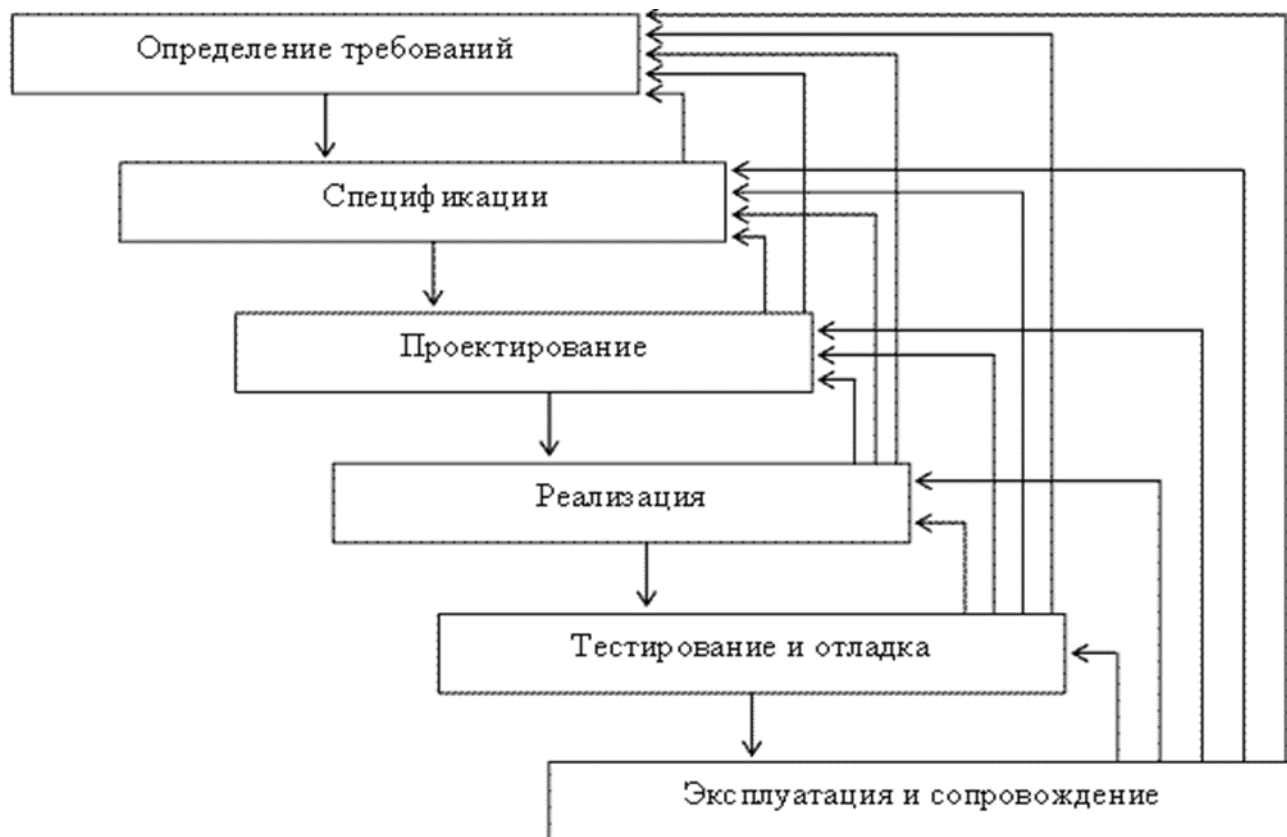 Определение требований
Спецификации
Проектирование
Реализация
Тестирование и отладка
Эксплуатация и сопровождение